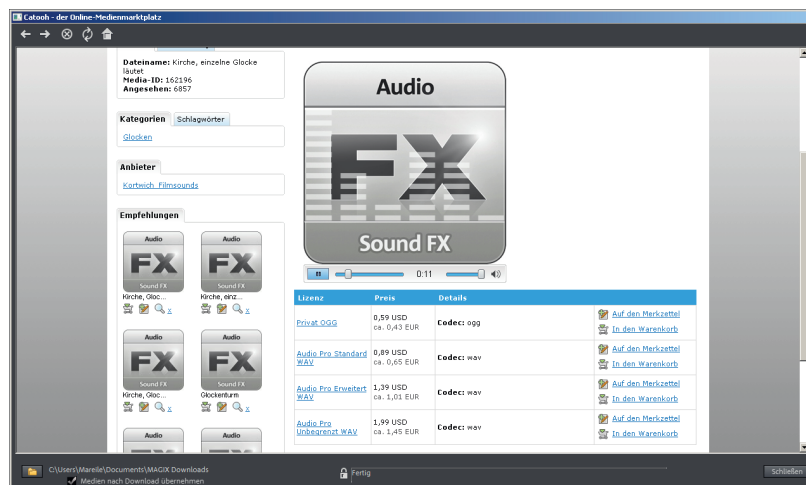 Catooh - der Online-Medienmarktplatz
Dateiname: Kirche, einzelne Glocke
läutet
Media-ID: 162196
Angesehen: 6857
Kategorien
Schlagwörter
Glocken
Anbieter
Kortwich Filmsounds
Empfehlungen
Audio
FX
Sound FX
Kirche, Gloc...
x
Audio
FX
Sound FX
Kirche, einz...
x
Audio
FX
Sound FX
Kirche, Gloc...
x
Audio
FX
Sound FX
Glockenturm
x
Audio
Audio
Audio
FX
Sound FX
0:11
Lizenz Preis Details
Privat OGG
0,59 USD
ca. 0,43 EUR
Codec: ogg
Auf den Merkzettel
In den Warenkorb
Audio Pro Standard
WAV
0,89 USD
ca. 0,65 EUR
Codec: wav
Auf den Merkzettel
In den Warenkorb
Audio Pro Erweitert
WAV
1,39 USD
ca. 1,01 EUR
Codec: wav
Auf den Merkzettel
In den Warenkorb
Audio Pro
Unbegrenzt WAV
1,99 USD
ca. 1,45 EUR
Codec: wav
Auf den Merkzettel
In den Warenkorb
C:\Users\Mareile\Documents\MAGIX Downloads
Medien nach Download übernehmen
Fertig
Schließen